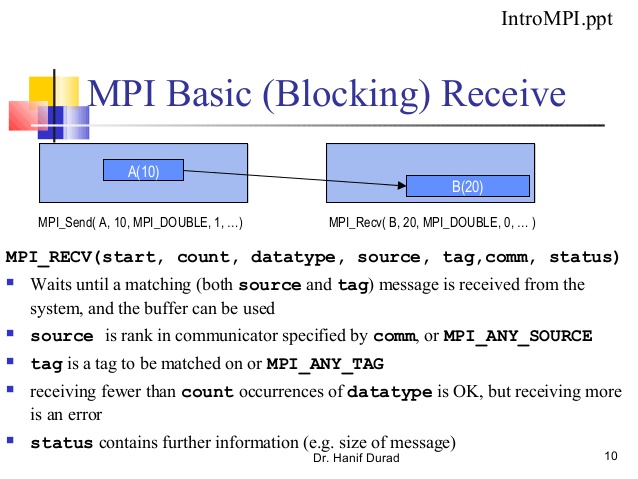 IntroMPI.ppt
MPI Basic (Blocking) Receive
A(10)
B(20)
MPI_Send( A, 10, MPI_DOUBLE, 1, …)
MPI_Recv( B, 20, MPI_DOUBLE, 0, … )
MPI_RECV(start, count, datatype, source, tag,comm, status)
Waits until a matching (both source and tag) message is received from the
system, and the buffer can be used
source is rank in communicator specified by comm, or MPI_ANY_SOURCE
tag is a tag to be matched on or MPI_ANY_TAG
receiving fewer than count occurrences of datatype is OK, but receiving more
is an error
status contains further information (e.g. size of message)
Dr. Hanif Durad
10